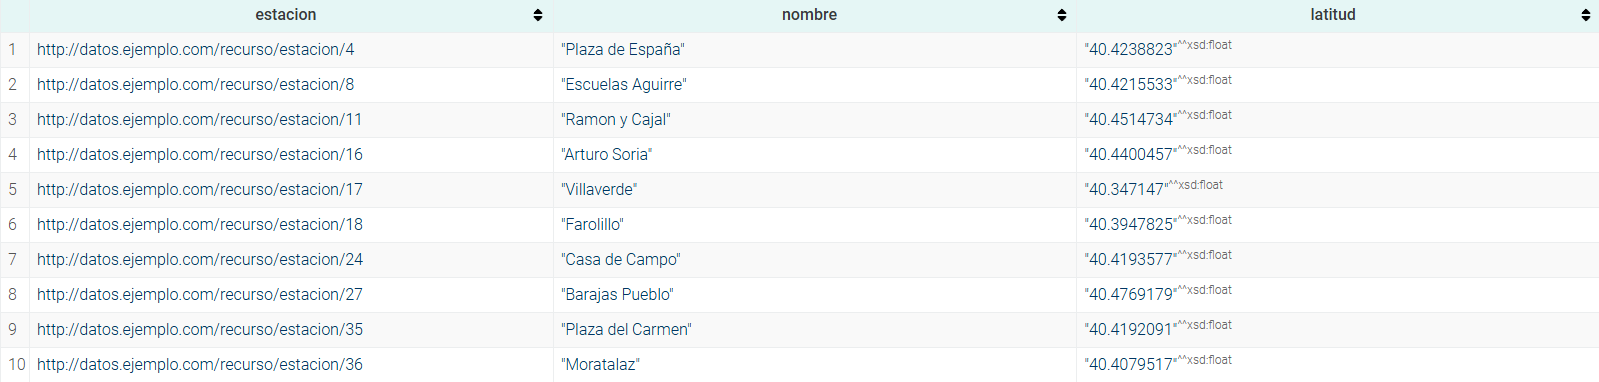 estacion nombre latitud
1 http://datos.ejemplo.com/recurso/estacion/4 "Plaza de España" "40.4238823"^^xsd:float
2 http://datos.ejemplo.com/recurso/estacion/8 "Escuelas Aguirre" "40.4215533"^^xsd:float
3 http://datos.ejemplo.com/recurso/estacion/11 "Ramon y Cajal" "40.4514734"^^xsd:float
4 http://datos.ejemplo.com/recurso/estacion/16 "Arturo Soria" "40.4400457"^^xsd:float
5 http://datos.ejemplo.com/recurso/estacion/17 "Villaverde" "40.347147"^^xsd:float
6 http://datos.ejemplo.com/recurso/estacion/18 "Farolillo" "40.3947825"^^xsd:float
7 http://datos.ejemplo.com/recurso/estacion/24 "Casa de Campo" "40.4193577"^^xsd:float
8 http://datos.ejemplo.com/recurso/estacion/27 "Barajas Pueblo" "40.4769179"^^xsd:float
9 http://datos.ejemplo.com/recurso/estacion/35 "Plaza del Carmen" "40.4192091"^^xsd:float
10 http://datos.ejemplo.com/recurso/estacion/36 "Moratalaz" "40.4079517"^^xsd:float